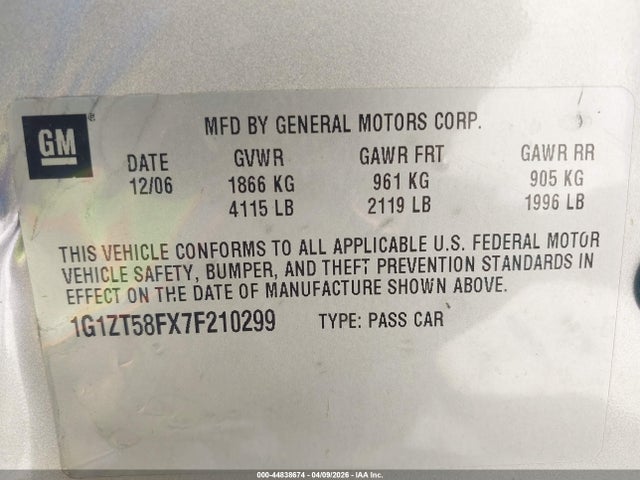 GM
MFD BY GENERAL MOTORS CORP.
DATE GVWR GAWR FRT GAWR RR
12/06 1866 KG 961 KG 905 KG
4115 LB 2119 LB 1996 LB
THIS VEHICLE CONFORMS TO ALL APPLICABLE U.S. FEDERAL MOTOR
VEHICLE SAFETY, BUMPER, AND THEFT PREVENTION STANDARDS IN
EFFECT ON THE DATE OF MANUFACTURE SHOWN ABOVE.
1G1ZT58FX7F210299 TYPE: PASS CAR
000-44838674 - 04/09/2026 - IAA Inc.